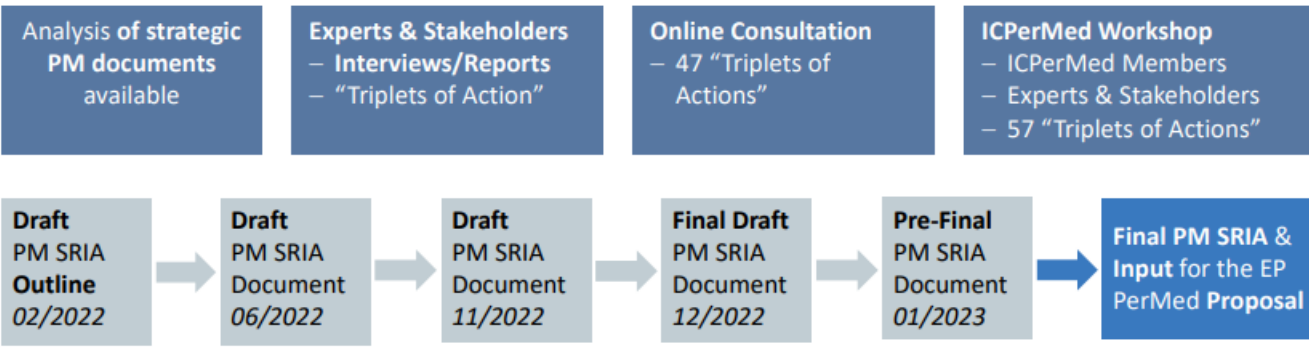 Analysis of strategic
PM documents
available
Experts & Stakeholders
– Interviews/Reports
– “Triplets of Action”
Online Consultation
– 47 “Triplets of
Actions”
ICPerMed Workshop
– ICPerMed Members
– Experts & Stakeholders
– 57 “Triplets of Actions”
Draft
PM SRIA
Outline
02/2022
Draft
PM SRIA
Document
06/2022
Draft
PM SRIA
Document
11/2022
Final Draft
PM SRIA
Document
12/2022
Pre-Final
PM SRIA
Document
01/2023
Final PM SRIA &
Input for the EP
PerMed Proposal